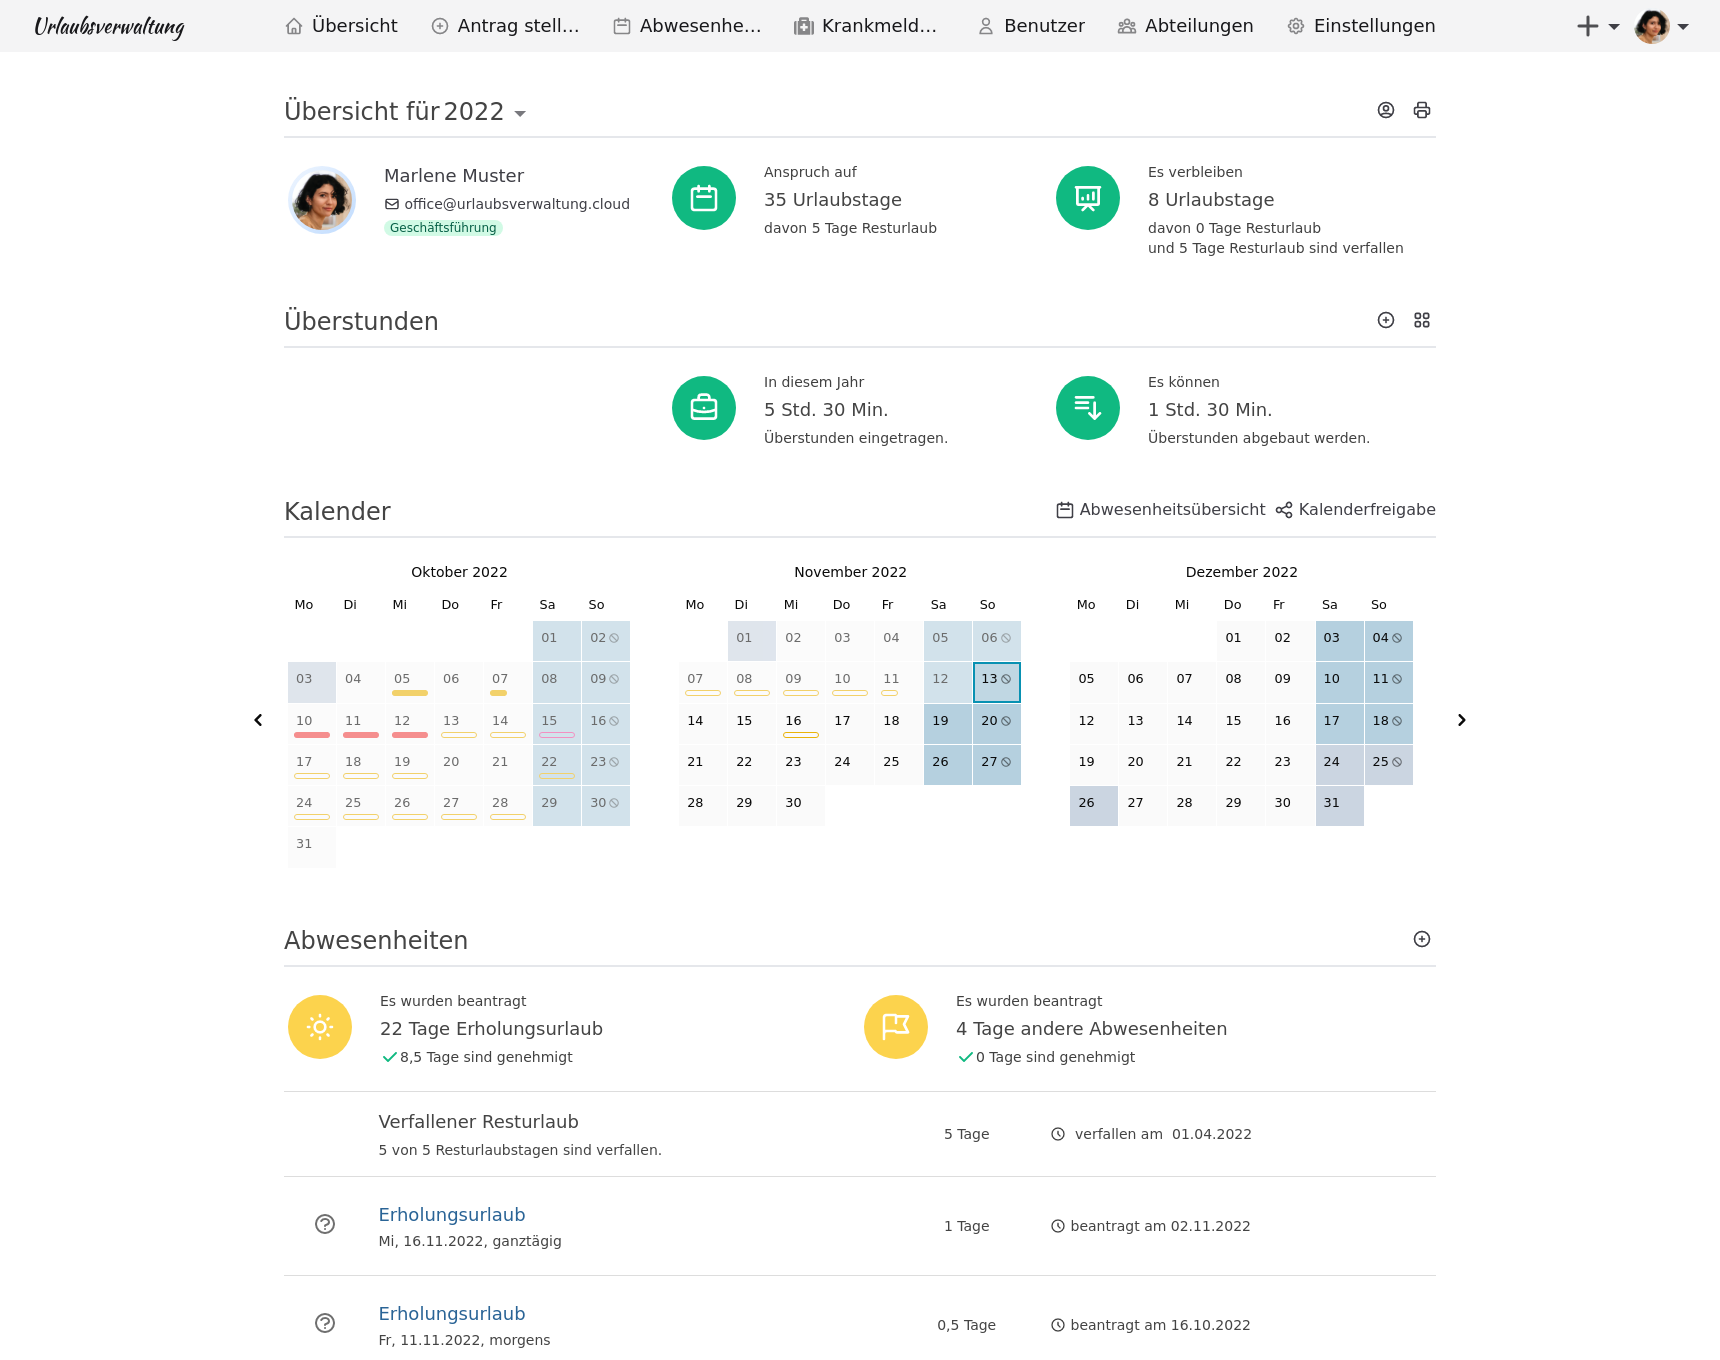 Urlaubsverwaltung
Übersicht
Antrag stell…
Abwesenhe…
Krankmeld…
Benutzer
Abteilungen
Einstellungen
Übersicht für 2022
Marlene Muster
office@urlaubsverwaltung.cloud
Geschäftsführung
Anspruch auf
35 Urlaubstage
davon 5 Tage Resturlaub
Es verbleiben
8 Urlaubstage
davon 0 Tage Resturlaub
und 5 Tage Resturlaub sind verfallen
Überstunden
In diesem Jahr
5 Std. 30 Min.
Überstunden eingetragen.
Es können
1 Std. 30 Min.
Überstunden abgebaut werden.
Kalender
Abwesenheitsübersicht
Kalenderfreigabe
Oktober 2022
Mo Di Mi Do Fr Sa So
01 02
03 04 05 06 07 08 09
10 11 12 13 14 15 16
17 18 19 20 21 22 23
24 25 26 27 28 29 30
31
November 2022
Mo Di Mi Do Fr Sa So
01 02 03 04 05 06
07 08 09 10 11 12 13
14 15 16 17 18 19 20
21 22 23 24 25 26 27
28 29 30
Dezember 2022
Mo Di Mi Do Fr Sa So
01 02 03 04
05 06 07 08 09 10 11
12 13 14 15 16 17 18
19 20 21 22 23 24 25
26 27 28 29 30 31
Abwesenheiten
Es wurden beantragt
22 Tage Erholungsurlaub
8,5 Tage sind genehmigt
Es wurden beantragt
4 Tage andere Abwesenheiten
0 Tage sind genehmigt
Verfallener Resturlaub
5 von 5 Resturlaubstagen sind verfallen.
5 Tage
verfallen am 01.04.2022
Erholungsurlaub
Mi, 16.11.2022, ganztägig
1 Tage
beantragt am 02.11.2022
Erholungsurlaub
Fr, 11.11.2022, morgens
0,5 Tage
beantragt am 16.10.2022